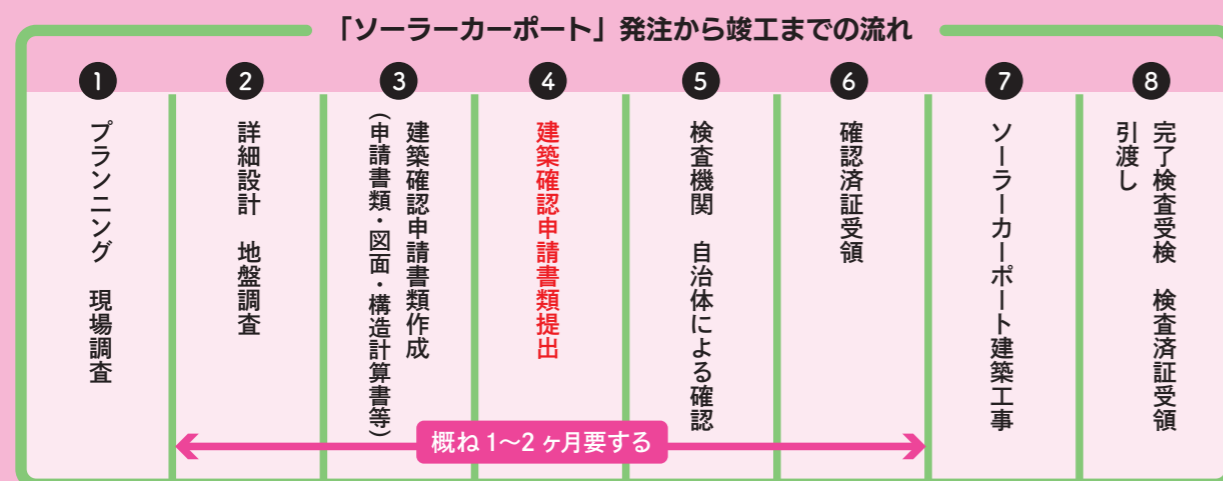 「ソーラーカーポート」発注から竣工までの流れ
1
プランニング　現場調査
2
詳細設計　地盤調査
3
建築確認申請書類作成
(申請書類・図面・構造計算書等)
4
建築確認申請書類提出
5
検査機関　自治体による確認
6
確認済証受領
7
ソーラーカーポート建築工事
8
完了検査受検　検査済証受領
引渡し
概ね1〜2ヶ月要する